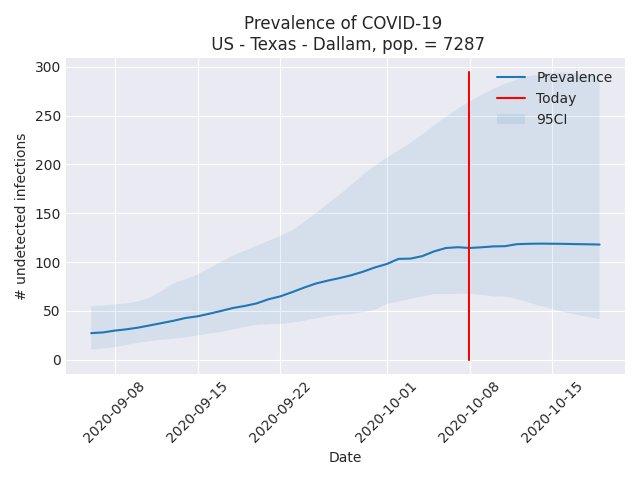 Prevalence of COVID-19
US - Texas - Dallam, pop. = 7287
300
250
200
150
100
50
0
# undetected infections
Prevalence
Today
95CI
2020-09-08
2020-09-15
2020-09-22
2020-10-01
2020-10-08
2020-10-15
Date